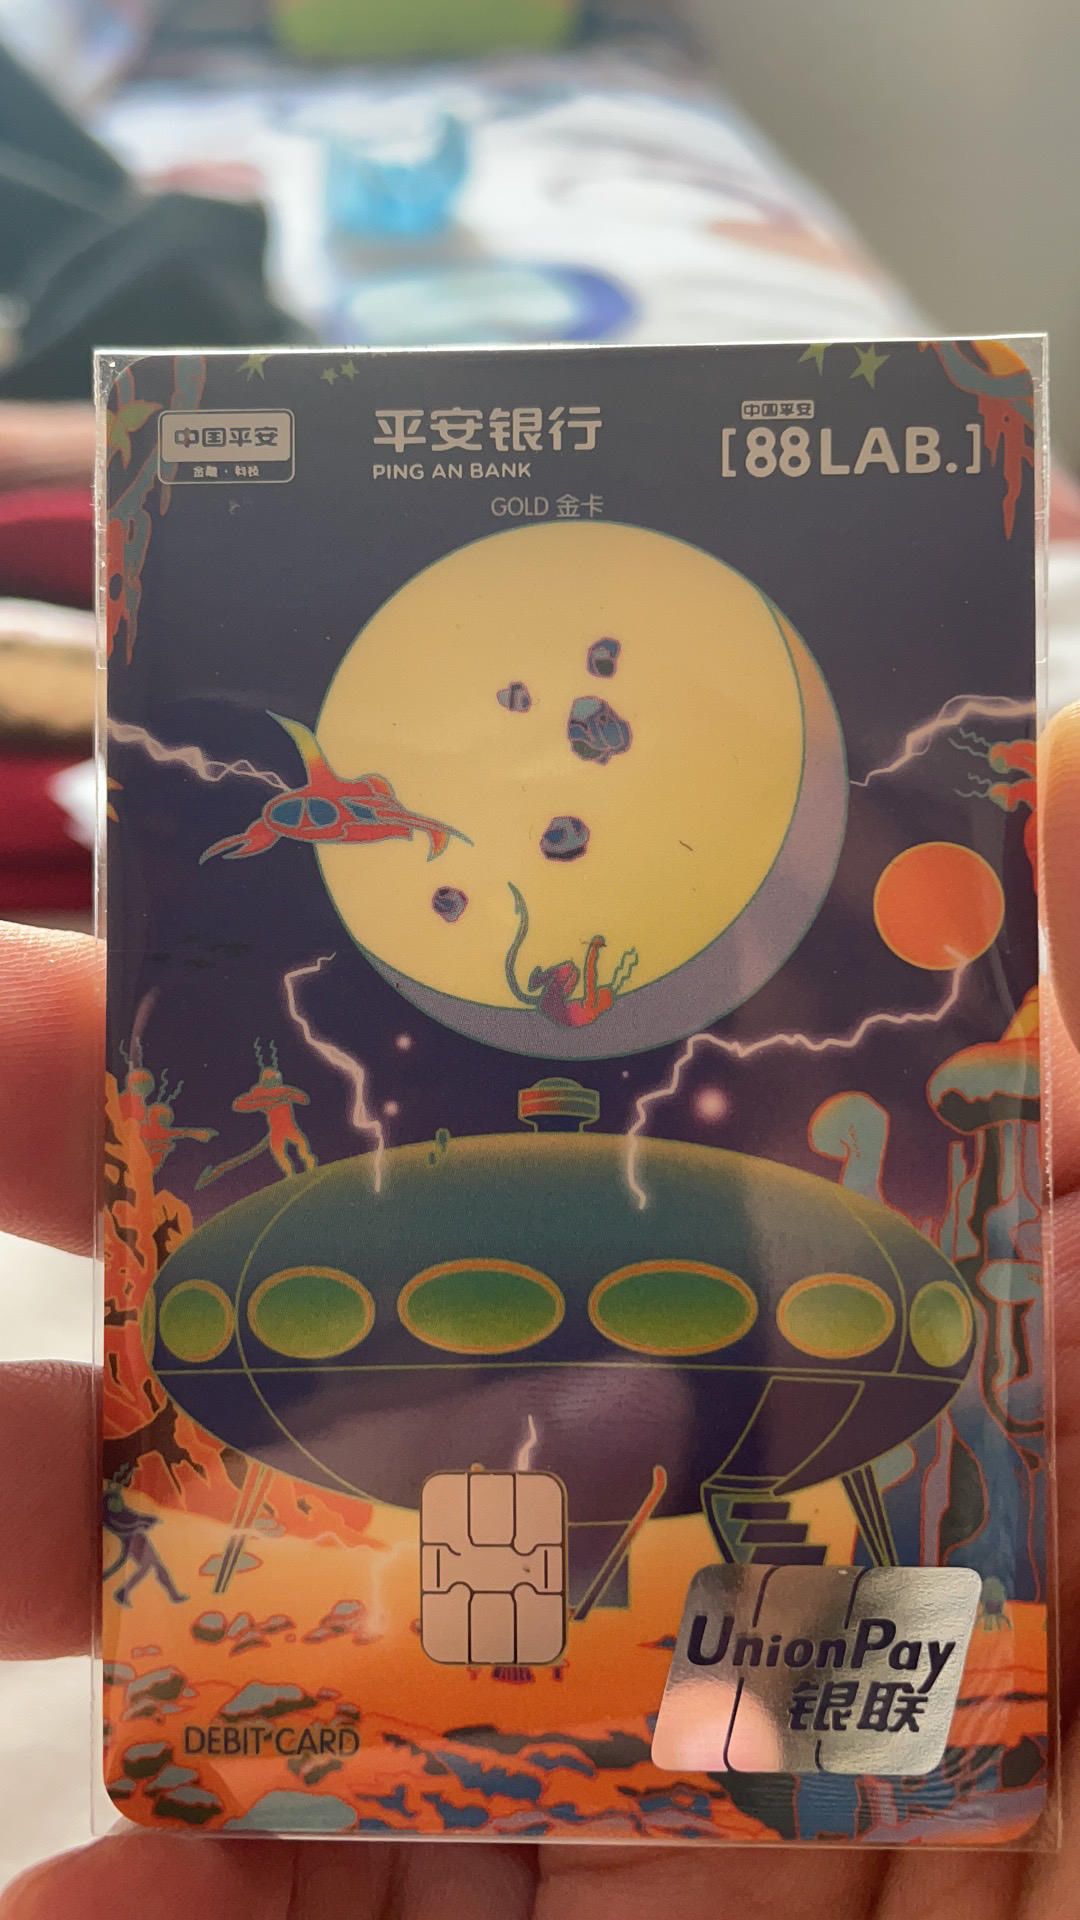 中国平安
金融·科技
平安银行
PING AN BANK
中国平安
[88LAB.]
GOLD 金卡
UnionPay
银联
DEBIT CARD